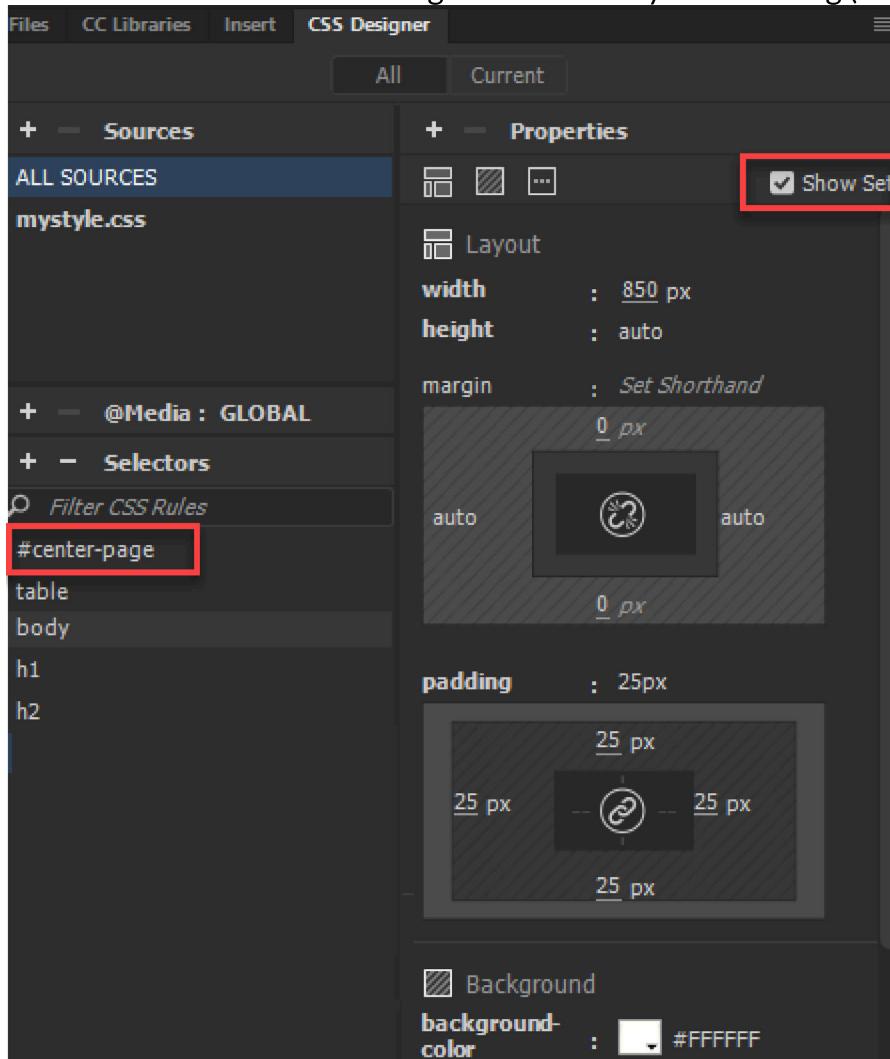 Files CC Libraries Insert CSS Designer
All Current
+ − Sources
ALL SOURCES
mystyle.css
+ − @Media : GLOBAL
+ − Selectors
Filter CSS Rules
#center-page
table
body
h1
h2
+ − Properties
Show Set
Layout
width : 850 px
height : auto
margin : Set Shorthand
0 px
auto auto
0 px
padding : 25px
25 px
25 px 25 px
25 px
Background
background-
color : #FFFFFF